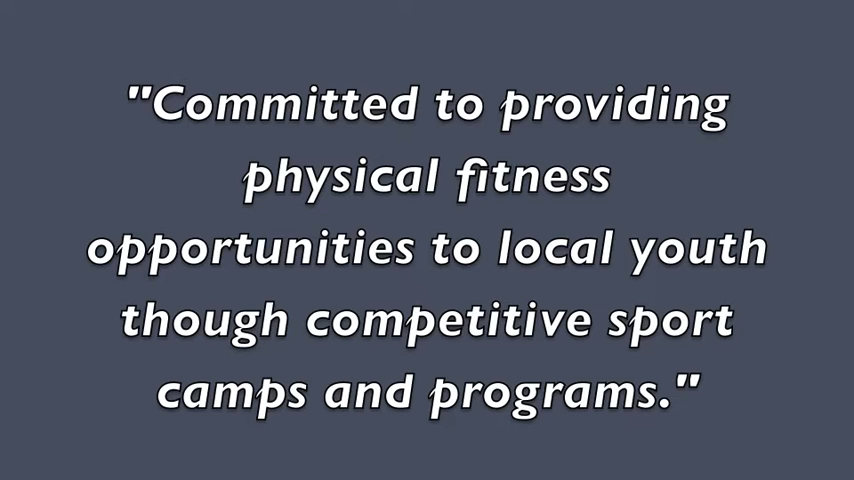 "Committed to providing
physical fitness
opportunities to local youth
though competitive sport
camps and programs."